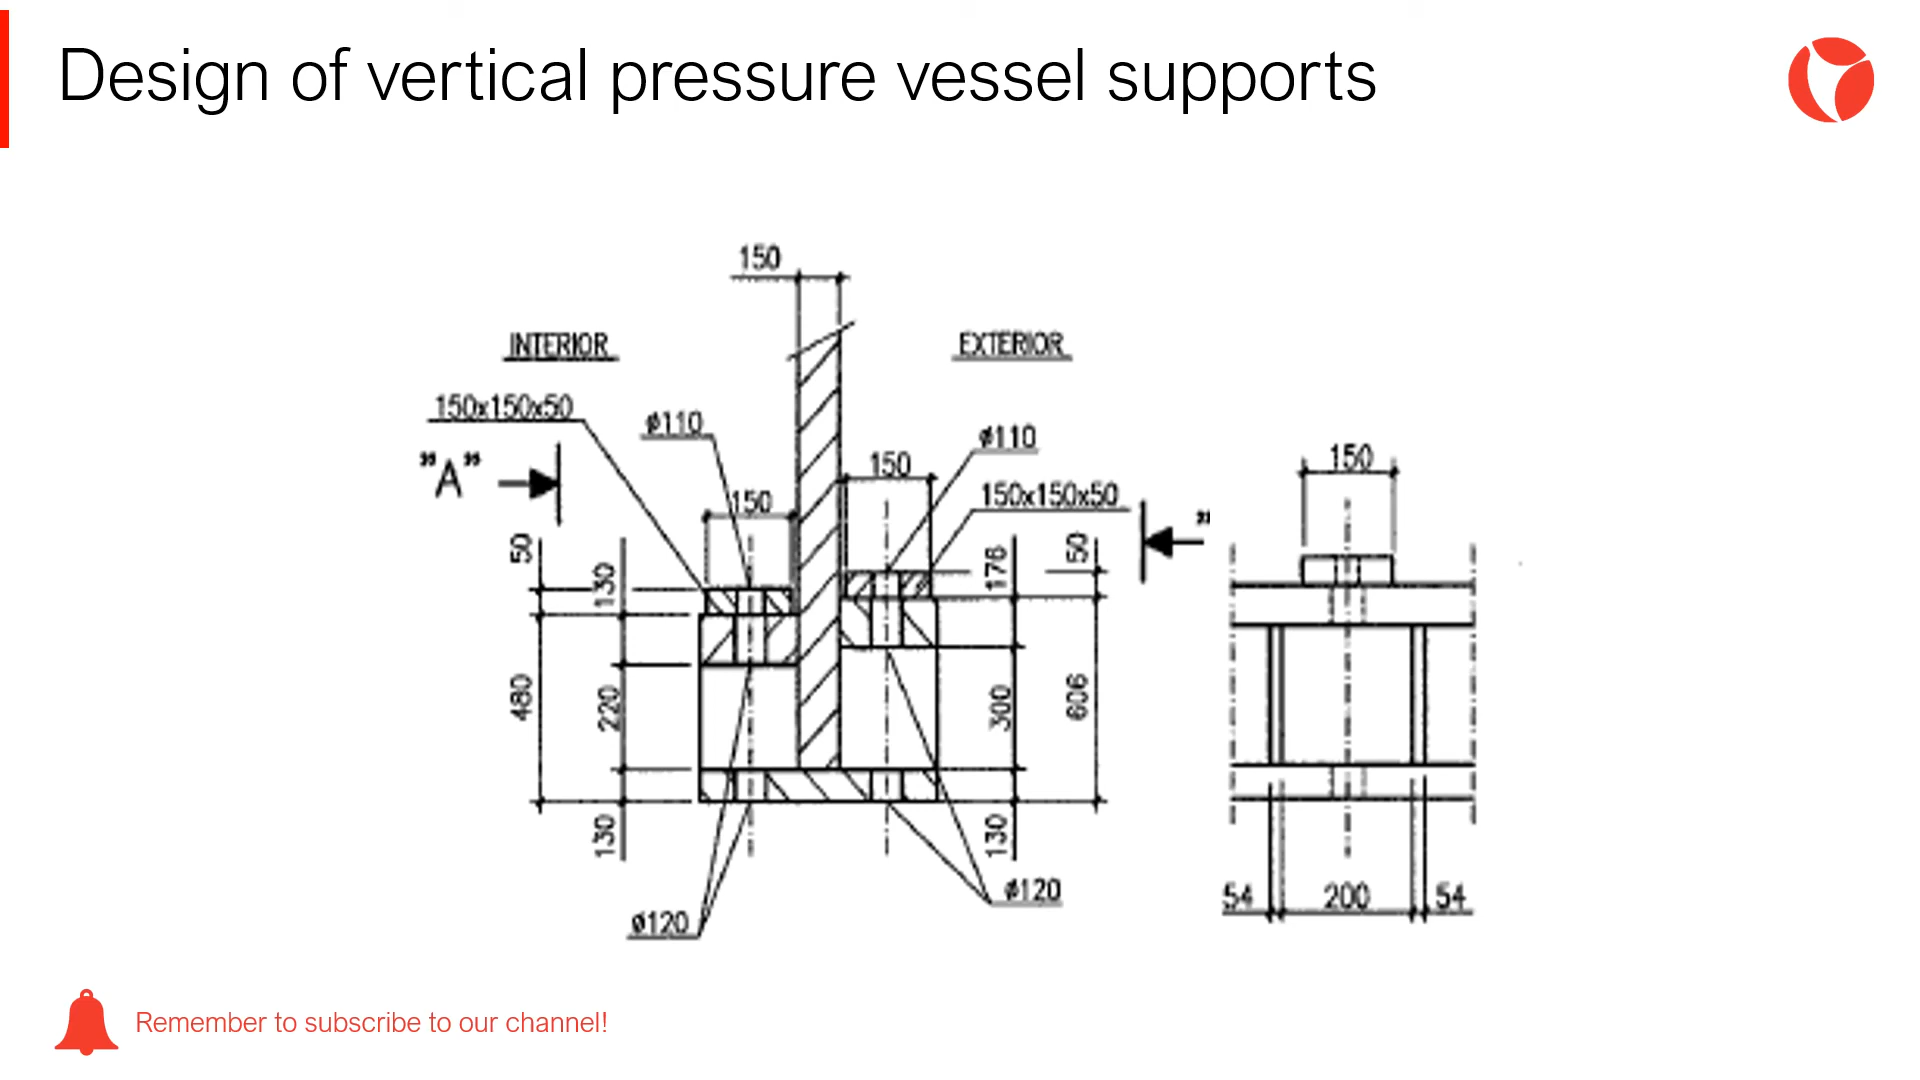 Design of vertical pressure vessel supports
150
INTERIOR
EXTERIOR
150x150x50
ø110
ø110
"A"
150
150
150
150x150x50
"
50
130
176
50
480
220
300
606
130
130
54
200
54
ø120
ø120
Remember to subscribe to our channel!